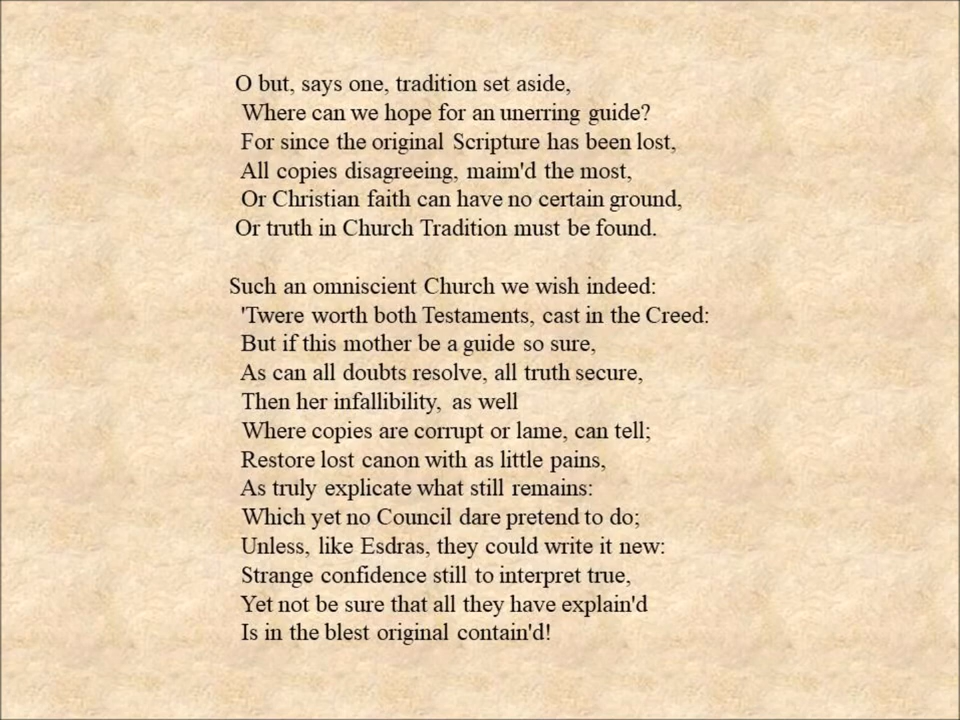 O but, says one, tradition set aside,
Where can we hope for an unerring guide?
For since the original Scripture has been lost,
All copies disagreeing, maim'd the most,
Or Christian faith can have no certain ground,
Or truth in Church Tradition must be found.
Such an omniscient Church we wish indeed:
'Twere worth both Testaments, cast in the Creed:
But if this mother be a guide so sure,
As can all doubts resolve, all truth secure,
Then her infallibility, as well
Where copies are corrupt or lame, can tell;
Restore lost canon with as little pains,
As truly explicate what still remains:
Which yet no Council dare pretend to do;
Unless, like Esdras, they could write it new:
Strange confidence still to interpret true,
Yet not be sure that all they have explain'd
Is in the blest original contain'd!